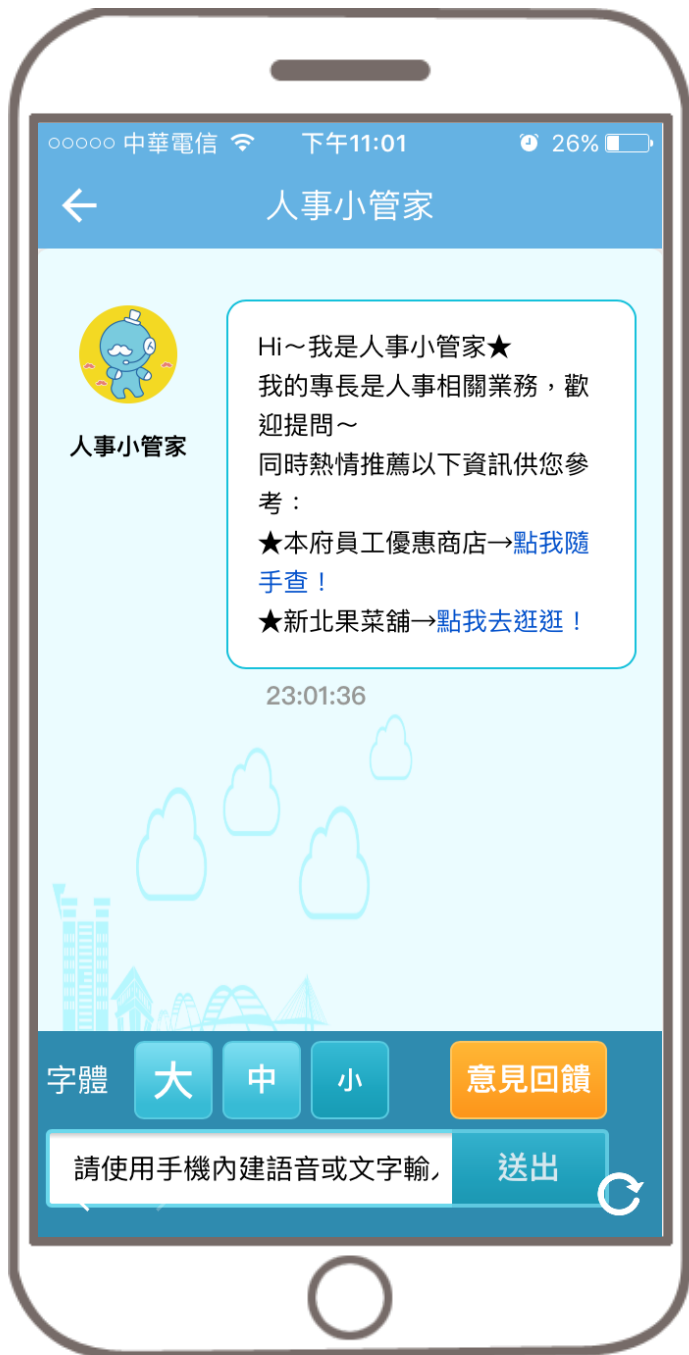 中華電信 下午11:01 26%
人事小管家
Hi～我是人事小管家★
我的專長是人事相關業務，歡
迎提問～
同時熱情推薦以下資訊供您參
考：
★本府員工優惠商店→點我隨
手查！
★新北果菜舖→點我去逛逛！
人事小管家
23:01:36
字體 大 中 小 意見回饋
請使用手機內建語音或文字輸 送出